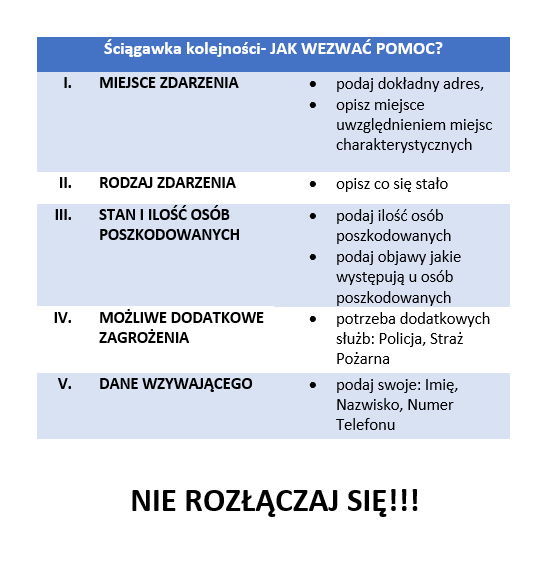 Ściągawka kolejności- JAK WEZWAĆ POMOC?
I. MIEJSCE ZDARZENIA
• podaj dokładny adres,
• opisz miejsce
uwzględnieniem miejsc
charakterystycznych
II. RODZAJ ZDARZENIA
• opisz co się stało
III. STAN I ILOŚĆ OSÓB
POSZKODOWANYCH
• podaj ilość osób
poszkodowanych
• podaj objawy jakie
występują u osób
poszkodowanych
IV. MOŻLIWE DODATKOWE
ZAGROŻENIA
• potrzeba dodatkowych
służb: Policja, Straż
Pożarna
V. DANE WZYWAJĄCEGO
• podaj swoje: Imię,
Nazwisko, Numer
Telefonu
NIE ROZŁĄCZAJ SIĘ!!!